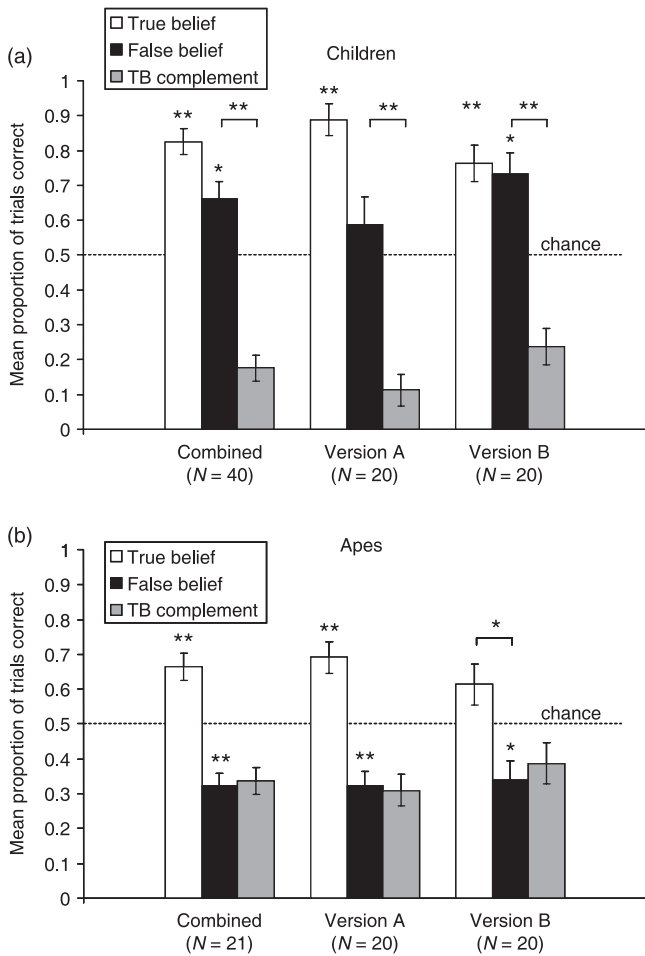 True belief
False belief
TB complement
(a)
Children
**
**
*
**
**
**
*
**
chance
Mean proportion of trials correct
1
0.9
0.8
0.7
0.6
0.5
0.4
0.3
0.2
0.1
0
Combined
(N = 40)
Version A
(N = 20)
Version B
(N = 20)
(b)
Apes
True belief
False belief
TB complement
**
**
**
**
*
*
chance
Mean proportion of trials correct
1
0.9
0.8
0.7
0.6
0.5
0.4
0.3
0.2
0.1
0
Combined
(N = 21)
Version A
(N = 20)
Version B
(N = 20)